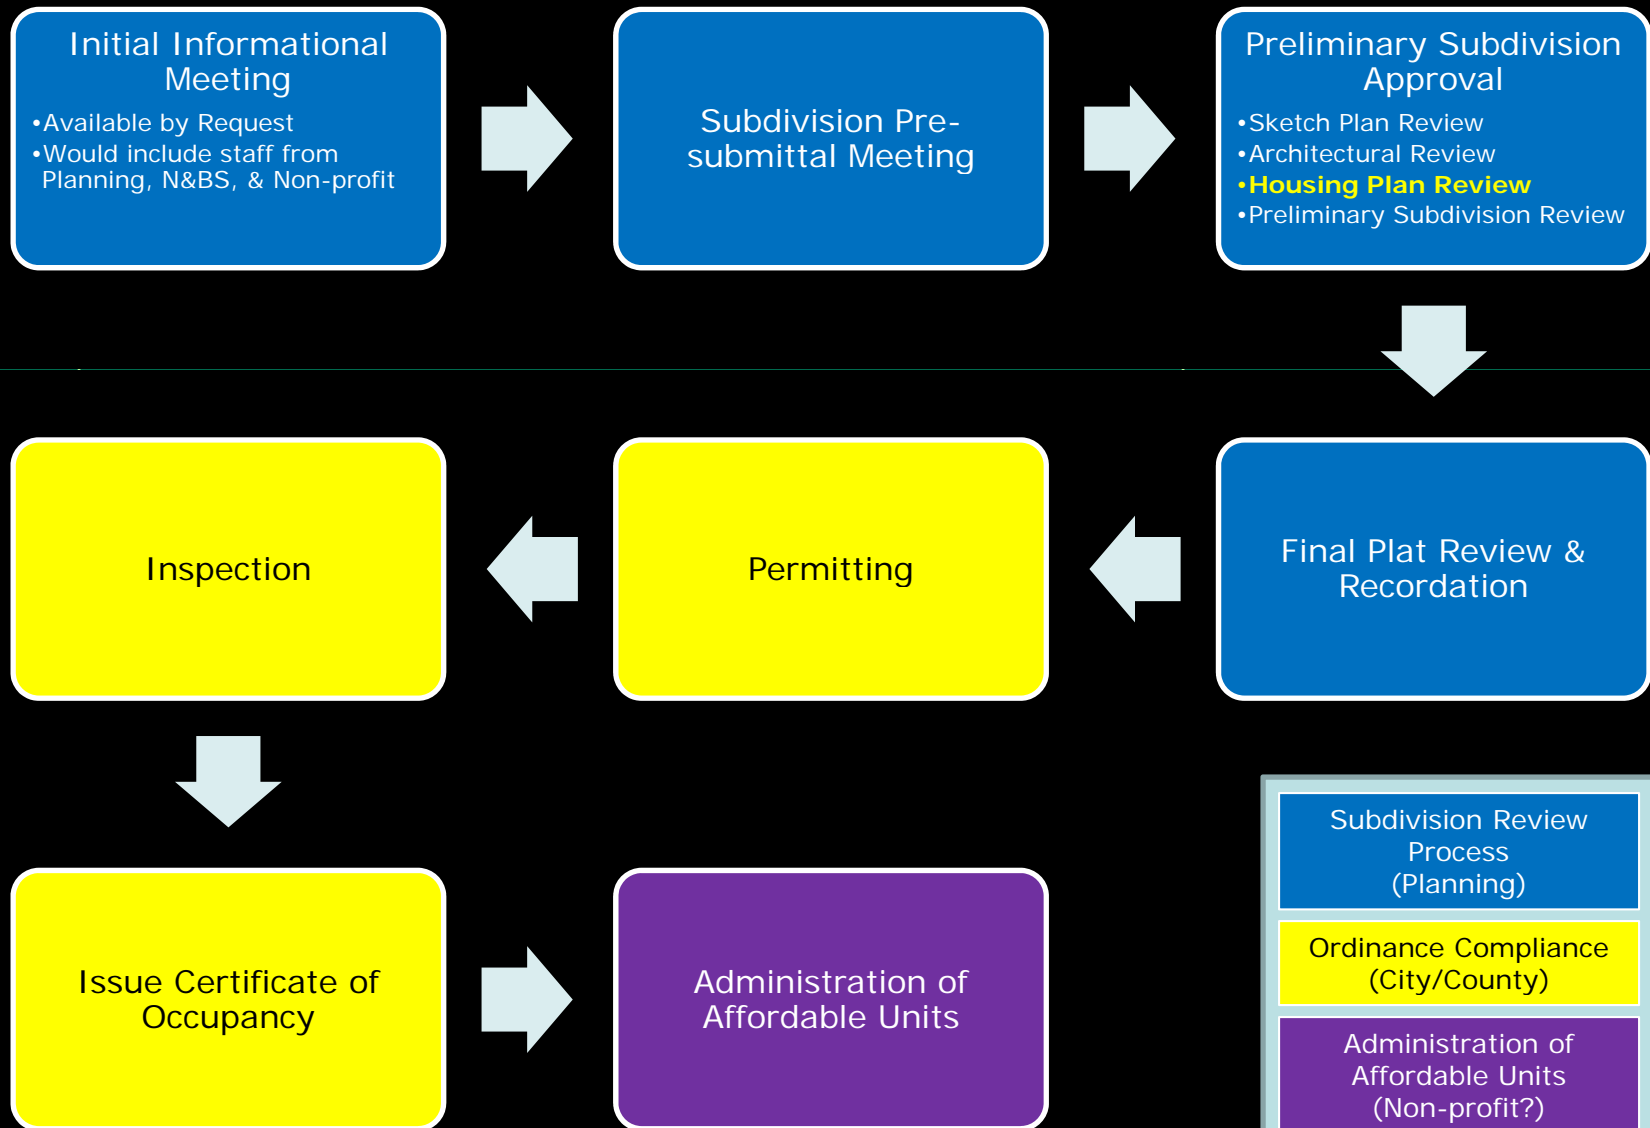 Initial Informational
Meeting
•Available by Request
•Would include staff from
Planning, N&BS, & Non-profit
Subdivision Pre-
submittal Meeting
Preliminary Subdivision
Approval
•Sketch Plan Review
•Architectural Review
•Housing Plan Review
•Preliminary Subdivision Review
Inspection
Permitting
Final Plat Review &
Recordation
Issue Certificate of
Occupancy
Administration of
Affordable Units
Subdivision Review
Process
(Planning)
Ordinance Compliance
(City/County)
Administration of
Affordable Units
(Non-profit?)